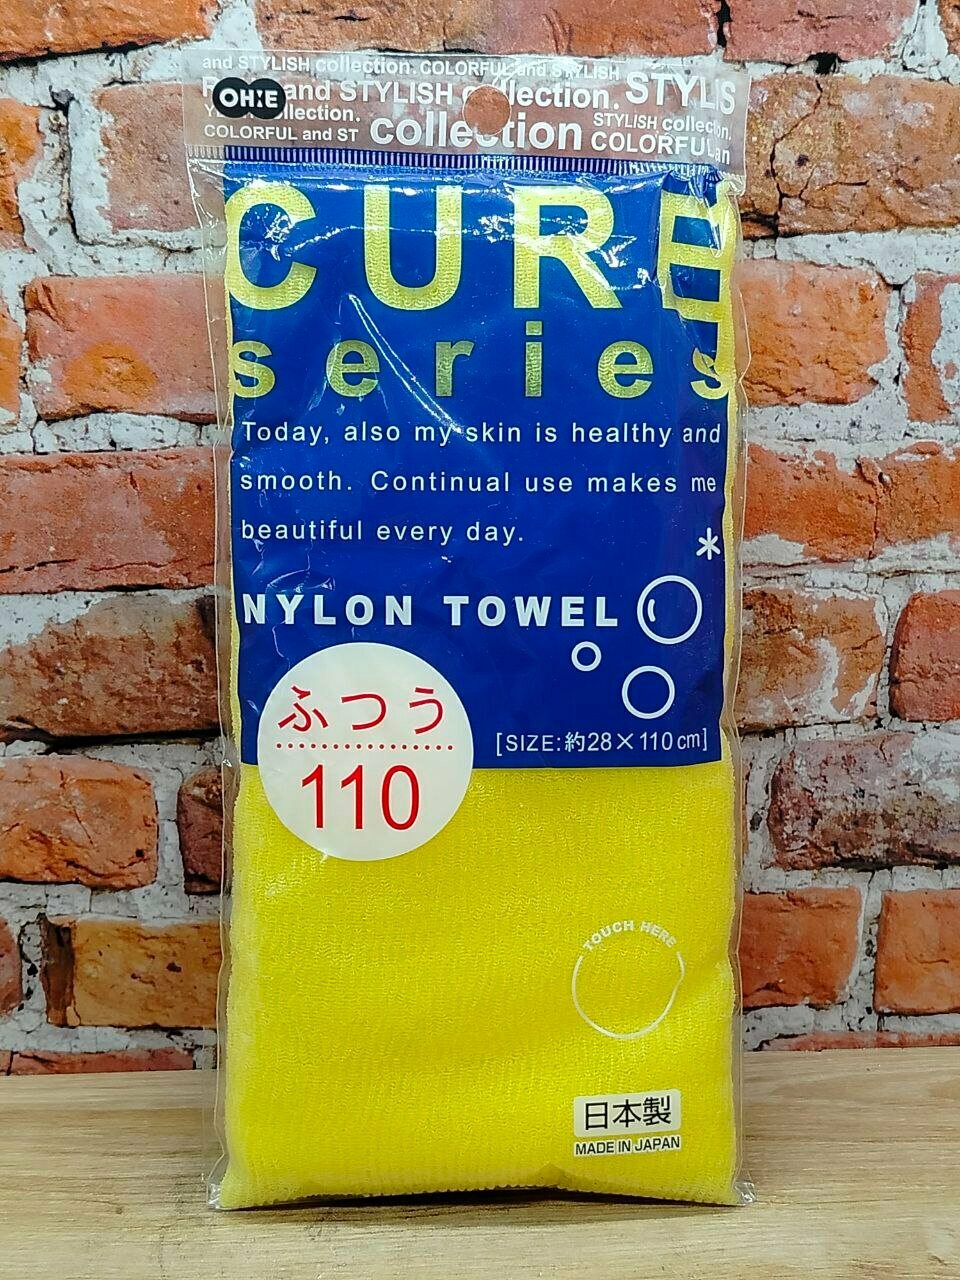 and STYLISH collection. COLORFUL and STYLISH
OHE
and STYLISH collection. STYLIS
STYLISH collection.
COLORFUL and ST collection COLORFUL an
CURE
series
Today, also my skin is healthy and
smooth. Continual use makes me
beautiful every day.
*
NYLON TOWEL
ふつう
110
[SIZE:約28×110cm]
TOUCH HERE
日本製
MADE IN JAPAN